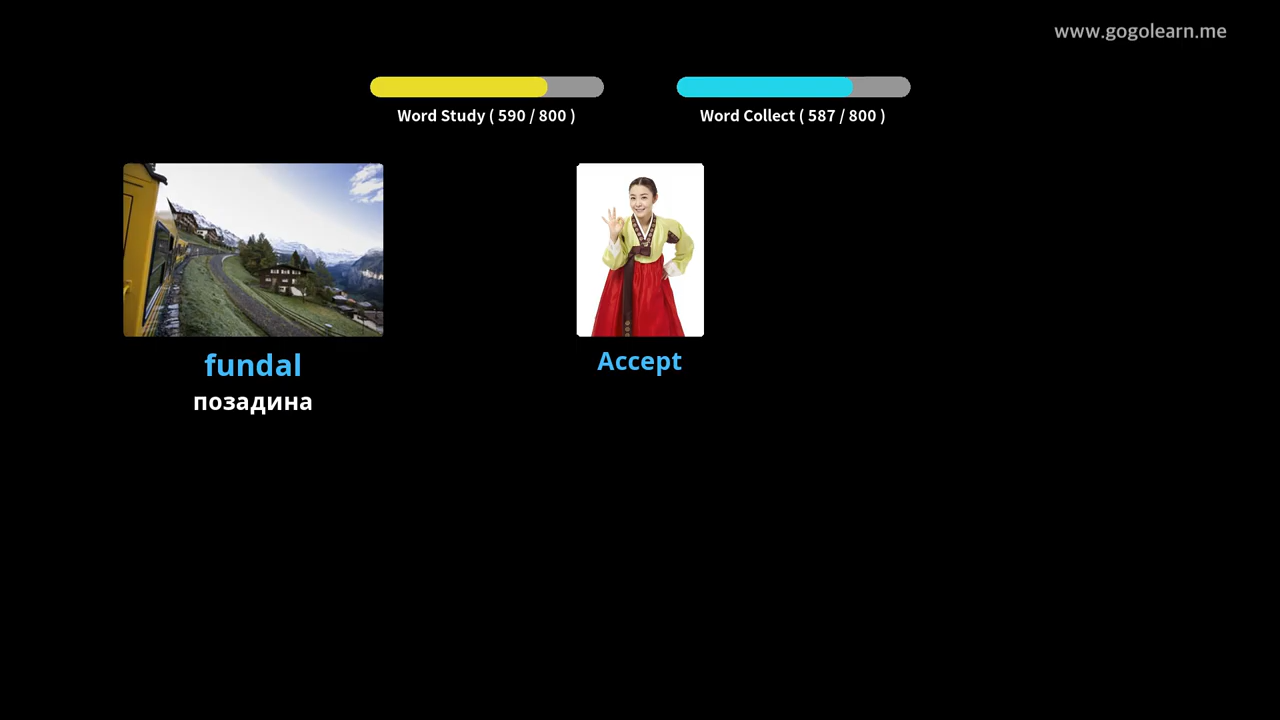 www.gogolearn.me
Word Study ( 590 / 800 )
Word Collect ( 587 / 800 )
fundal
позадина
Accept